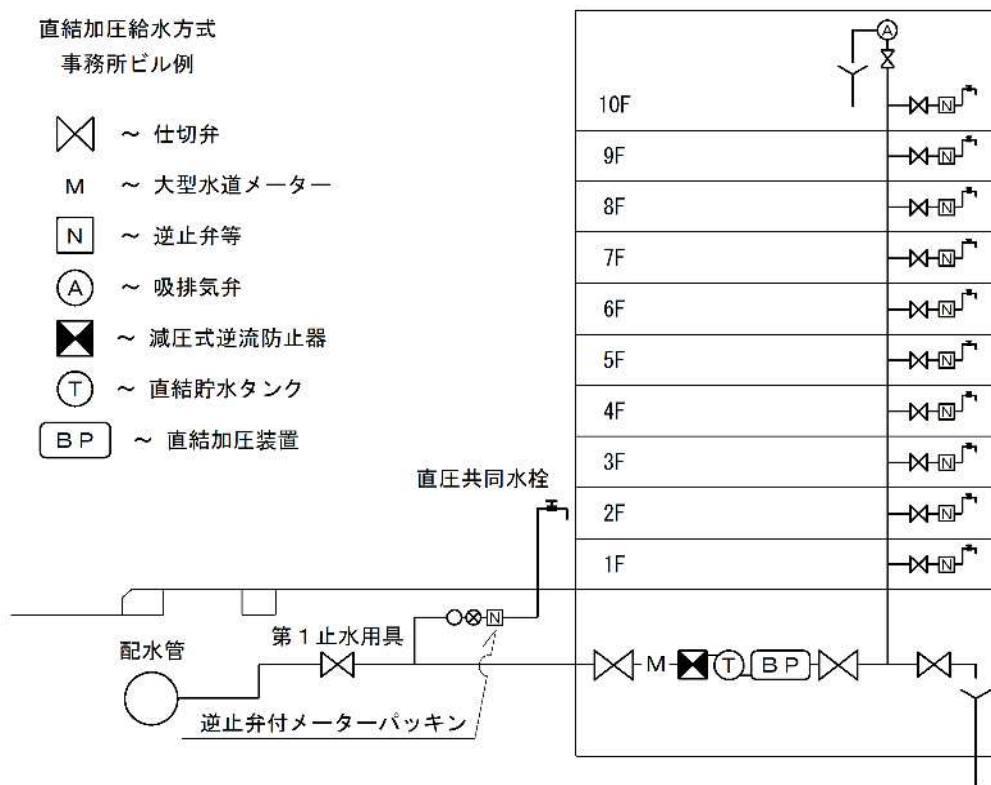 直結加圧給水方式
事務所ビル例
～ 仕切弁
M ～ 大型水道メーター
N ～ 逆止弁等
A ～ 吸排気弁
～ 減圧式逆流防止器
T ～ 直結貯水タンク
BP ～ 直結加圧装置
A
10F N
9F N
8F N
7F N
6F N
5F N
4F N
3F N
直圧共同水栓
2F N
1F N
N
配水管
第1止水用具
M T BP
逆止弁付メーターパッキン